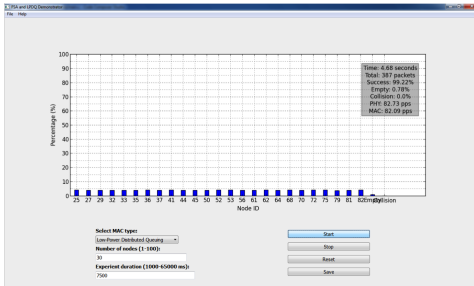 FSA and LPDQ Demonstrator
File Help
100
90
80
70
60
50
40
30
20
10
0
Percentage (%)
Time: 4.68 seconds
Total: 387 packets
Success: 99.22%
Empty: 0.78%
Collision: 0.0%
PHY: 82.73 pps
MAC: 82.09 pps
25 27 29 32 33 35 36 37 41 44 45 50 52 53 56 61 62 64 68 70 72 75 79 81 82 Empty Collision
Node ID
Select MAC type:
Low-Power Distributed Queuing
Number of nodes (1-100):
30
Experient duration (1000-65000 ms):
7500
Start
Stop
Reset
Save